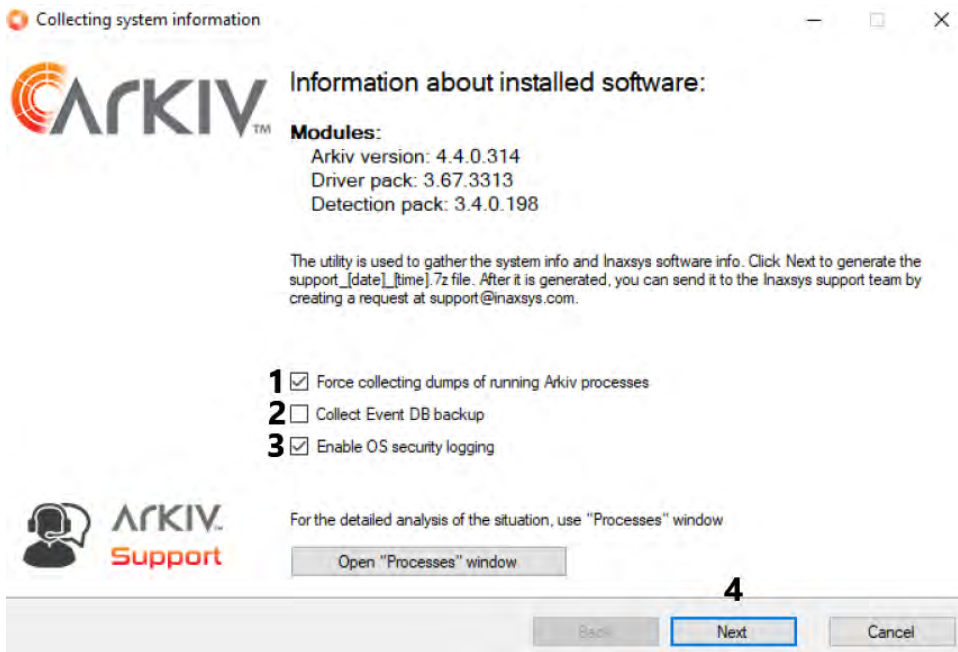 Collecting system information
ARKIV™
Information about installed software:
Modules:
Arkiv version: 4.4.0.314
Driver pack: 3.67.3313
Detection pack: 3.4.0.198
The utility is used to gather the system info and Inaxsys software info. Click Next to generate the
support_[date]_[time].7z file. After it is generated, you can send it to the Inaxsys support team by
creating a request at support@inaxsys.com.
1 Force collecting dumps of running Arkiv processes
2 Collect Event DB backup
3 Enable OS security logging
ARKIV™
Support
For the detailed analysis of the situation, use "Processes" window
Open "Processes" window
4
Back Next Cancel